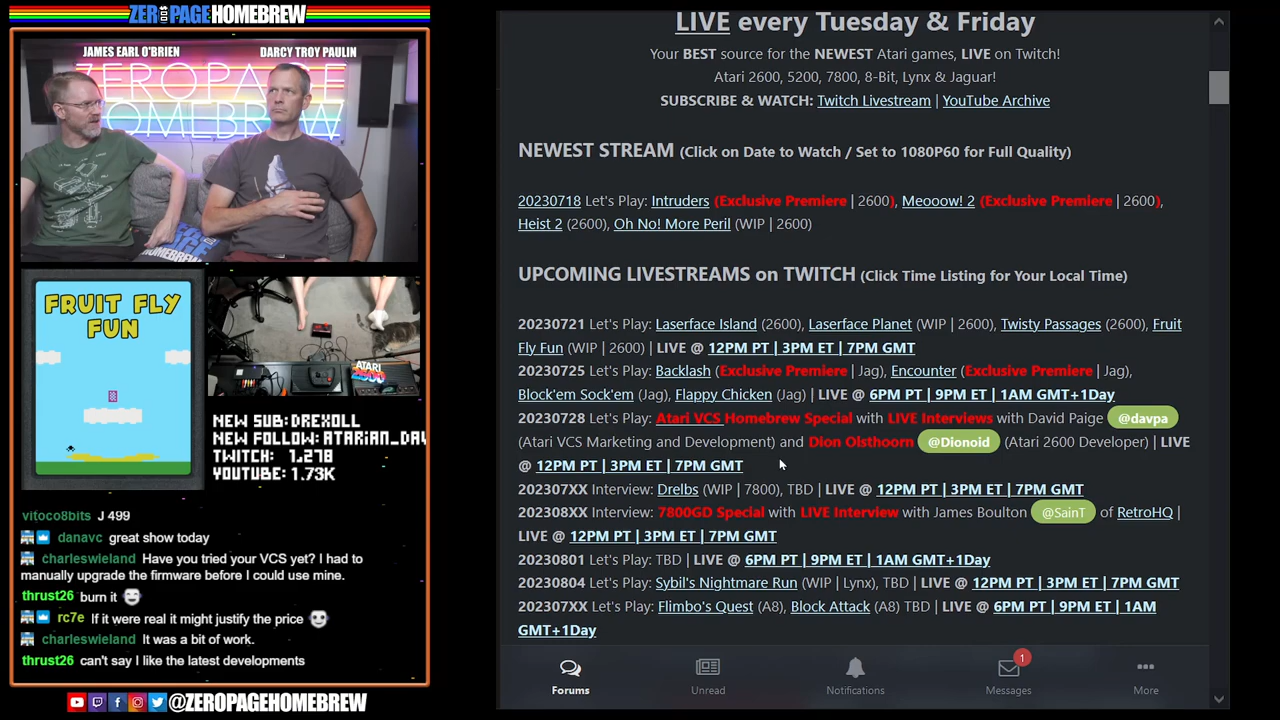 ZEROPAGEHOMEBREW
JAMES EARL O'BRIEN
DARCY TROY PAULIN
ZEROPAGE
HOMEBREW
FRUIT FLY
FUN
NEW SUB: DREXOLL
NEW FOLLOW: ATARIAN_DAY
TWITCH: 1.278
YOUTUBE: 1.73K
vitoco8bits J 499
danavc great show today
charleswieland Have you tried your VCS yet? I had to
manually upgrade the firmware before I could use mine.
thrust26 burn it
rc7e If it were real it might justify the price
charleswieland It was a bit of work.
thrust26 can't say I like the latest developments
@ZEROPAGEHOMEBREW
LIVE every Tuesday & Friday
Your BEST source for the NEWEST Atari games, LIVE on Twitch!
Atari 2600, 5200, 7800, 8-Bit, Lynx & Jaguar!
SUBSCRIBE & WATCH: Twitch Livestream | YouTube Archive
NEWEST STREAM (Click on Date to Watch / Set to 1080P60 for Full Quality)
20230718 Let's Play: Intruders (Exclusive Premiere | 2600), Meooow! 2 (Exclusive Premiere | 2600),
Heist 2 (2600), Oh No! More Peril (WIP | 2600)
UPCOMING LIVESTREAMS on TWITCH (Click Time Listing for Your Local Time)
20230721 Let's Play: Laserface Island (2600), Laserface Planet (WIP | 2600), Twisty Passages (2600), Fruit
Fly Fun (WIP | 2600) | LIVE @ 12PM PT | 3PM ET | 7PM GMT
20230725 Let's Play: Backlash (Exclusive Premiere | Jag), Encounter (Exclusive Premiere | Jag),
Block'em Sock'em (Jag), Flappy Chicken (Jag) | LIVE @ 6PM PT | 9PM ET | 1AM GMT+1Day
20230728 Let's Play: Atari VCS Homebrew Special with LIVE Interviews with David Paige @davpa
(Atari VCS Marketing and Development) and Dion Olsthoorn @Dionoid (Atari 2600 Developer) | LIVE
@ 12PM PT | 3PM ET | 7PM GMT
202307XX Interview: Drelbs (WIP | 7800), TBD | LIVE @ 12PM PT | 3PM ET | 7PM GMT
202308XX Interview: 7800GD Special with LIVE Interview with James Boulton @SainT of RetroHQ |
LIVE @ 12PM PT | 3PM ET | 7PM GMT
20230801 Let's Play: TBD | LIVE @ 6PM PT | 9PM ET | 1AM GMT+1Day
20230804 Let's Play: Sybil's Nightmare Run (WIP | Lynx), TBD | LIVE @ 12PM PT | 3PM ET | 7PM GMT
202307XX Let's Play: Flimbo's Quest (A8), Block Attack (A8) TBD | LIVE @ 6PM PT | 9PM ET | 1AM
GMT+1Day
1
Forums Unread Notifications Messages More